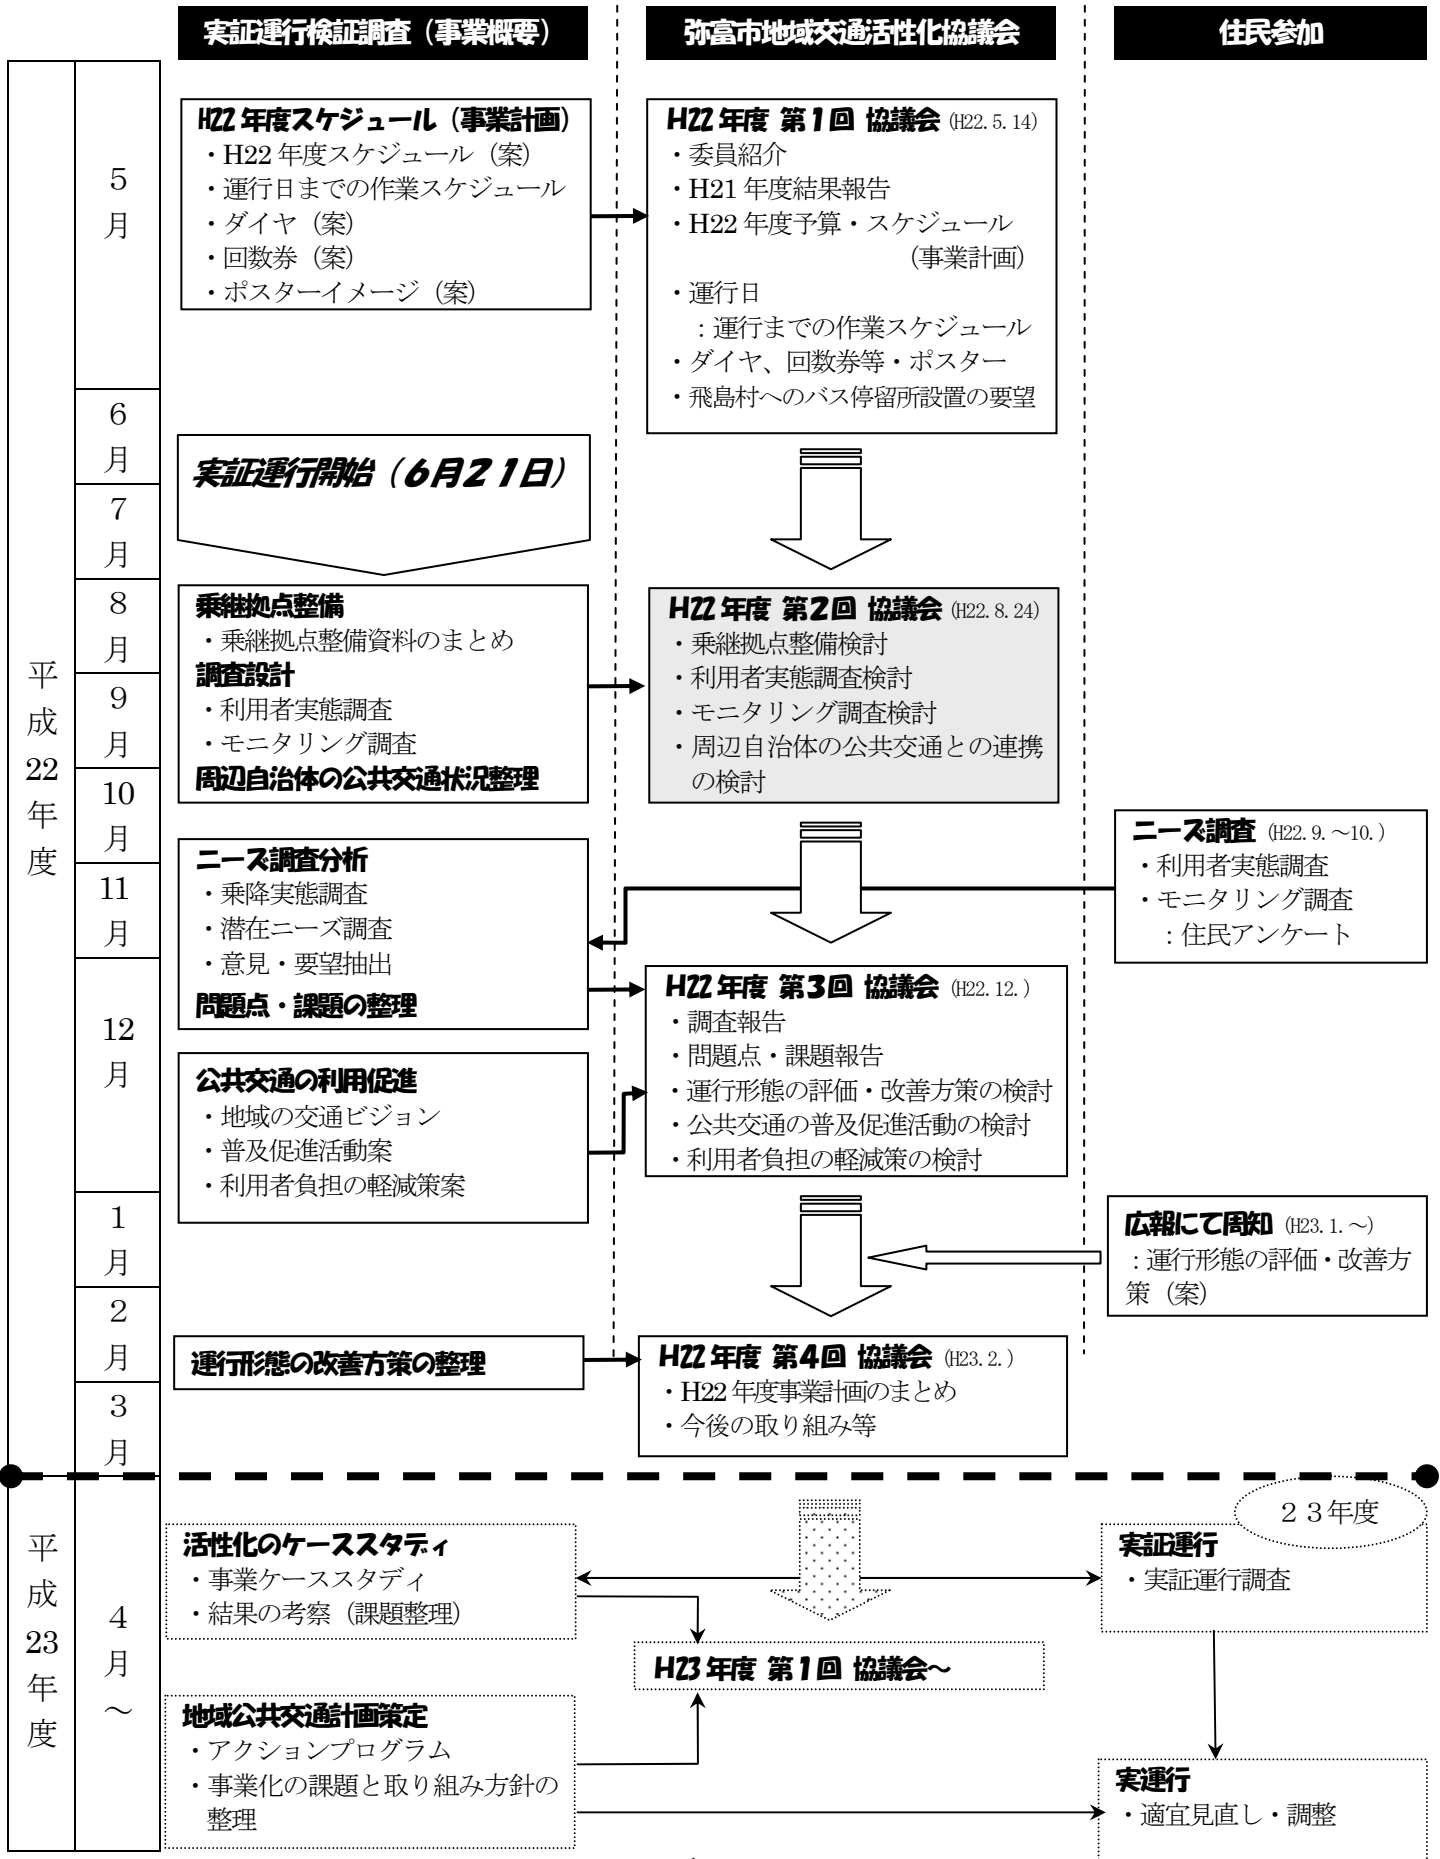 実証運行検証調査（事業概要）
弥富市地域交通活性化協議会
住民参加
平成22年度
5月
6月
7月
8月
9月
10月
11月
12月
1月
2月
3月
H22年度スケジュール（事業計画）
・H22年度スケジュール（案）
・運行日までの作業スケジュール
・ダイヤ（案）
・回数券（案）
・ポスターイメージ（案）
H22年度 第1回 協議会（H22.5.14）
・委員紹介
・H21年度結果報告
・H22年度予算・スケジュール
（事業計画）
・運行日
：運行までの作業スケジュール
・ダイヤ、回数券等・ポスター
・飛島村へのバス停留所設置の要望
実証運行開始（6月21日）
乗継拠点整備
・乗継拠点整備資料のまとめ
調査設計
・利用者実態調査
・モニタリング調査
周辺自治体の公共交通状況整理
H22年度 第2回 協議会（H22.8.24）
・乗継拠点整備検討
・利用者実態調査検討
・モニタリング調査検討
・周辺自治体の公共交通との連携
の検討
ニーズ調査（H22.9.～10.）
・利用者実態調査
・モニタリング調査
：住民アンケート
ニーズ調査分析
・乗降実態調査
・潜在ニーズ調査
・意見・要望抽出
問題点・課題の整理
H22年度 第3回 協議会（H22.12.）
・調査報告
・問題点・課題報告
・運行形態の評価・改善方策の検討
・公共交通の普及促進活動の検討
・利用者負担の軽減策の検討
公共交通の利用促進
・地域の交通ビジョン
・普及促進活動案
・利用者負担の軽減策案
広報にて周知（H23.1.～）
：運行形態の評価・改善方
策（案）
運行形態の改善方策の整理
H22年度 第4回 協議会（H23.2.）
・H22年度事業計画のまとめ
・今後の取り組み等
平成23年度
4月～
２３年度
活性化のケーススタディ
・事業ケーススタディ
・結果の考察（課題整理）
実証運行
・実証運行調査
H23年度 第1回 協議会～
地域公共交通計画策定
・アクションプログラム
・事業化の課題と取り組み方針の
整理
実運行
・適宜見直し・調整